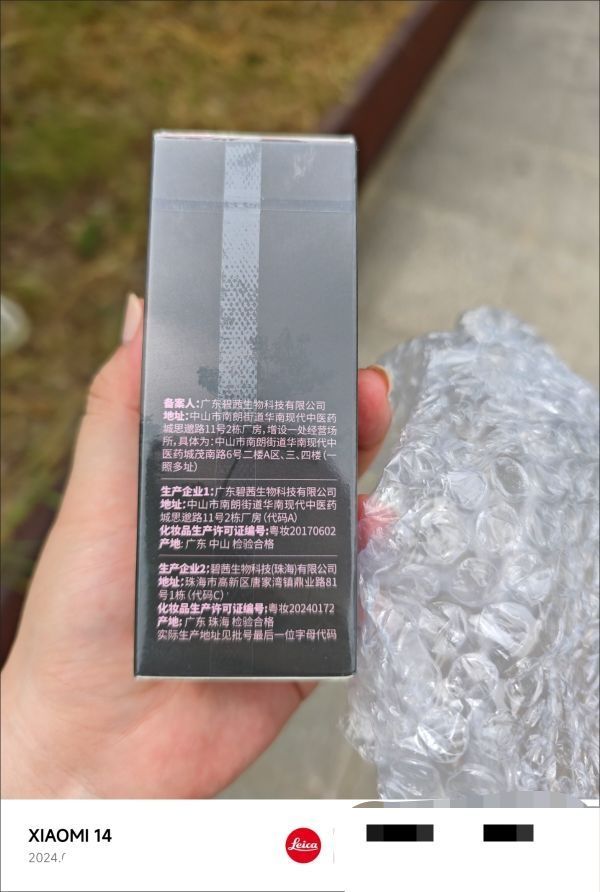 备案人:广东碧茜生物科技有限公司
地址:中山市南朗街道华南现代中医药
城思邈路11号2栋厂房,增设一处经营场
所,具体为:中山市南朗街道华南现代中
医药城茂南路6号二楼A区、三、四楼(一
照多址)
生产企业1:广东碧茜生物科技有限公司
地址:中山市南朗街道华南现代中医药
城思邈路11号2栋厂房(代码A)
化妆品生产许可证编号:粤妆20170602
产地:广东 中山 检验合格
生产企业2:碧茜生物科技(珠海)有限公司
地址:珠海市高新区唐家湾镇鼎业路81
号1栋(代码C)
化妆品生产许可证编号:粤妆20240172
产地:广东 珠海 检验合格
实际生产地址见批号最后一位字母代码
XIAOMI 14
Leica
2024.